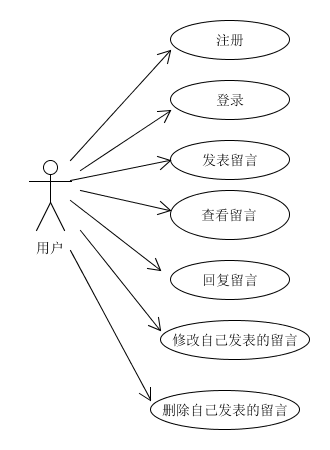 注册
登录
发表留言
查看留言
用户
回复留言
修改自己发表的留言
删除自己发表的留言